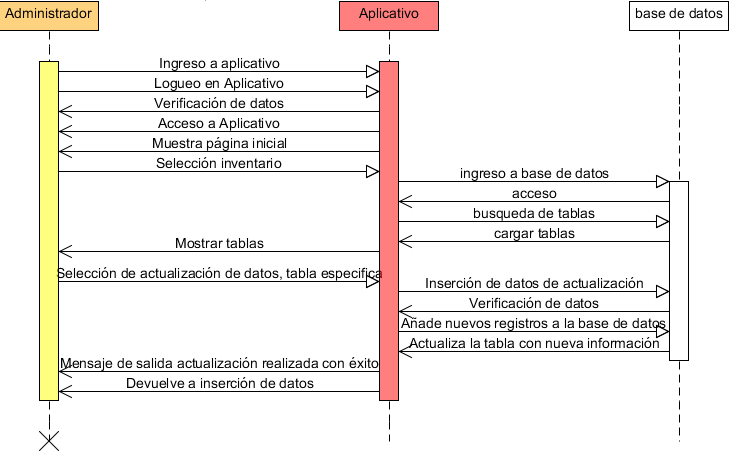 Administrador
Aplicativo
base de datos
Ingreso a aplicativo
Logueo en Aplicativo
Verificación de datos
Acceso a Aplicativo
Muestra página inicial
Selección inventario
ingreso a base de datos
acceso
busqueda de tablas
cargar tablas
Mostrar tablas
Selección de actualización de datos, tabla especifica
Inserción de datos de actualización
Verificación de datos
Añade nuevos registros a la base de datos
Actualiza la tabla con nueva información
Mensaje de salida actualización realizada con éxito
Devuelve a inserción de datos